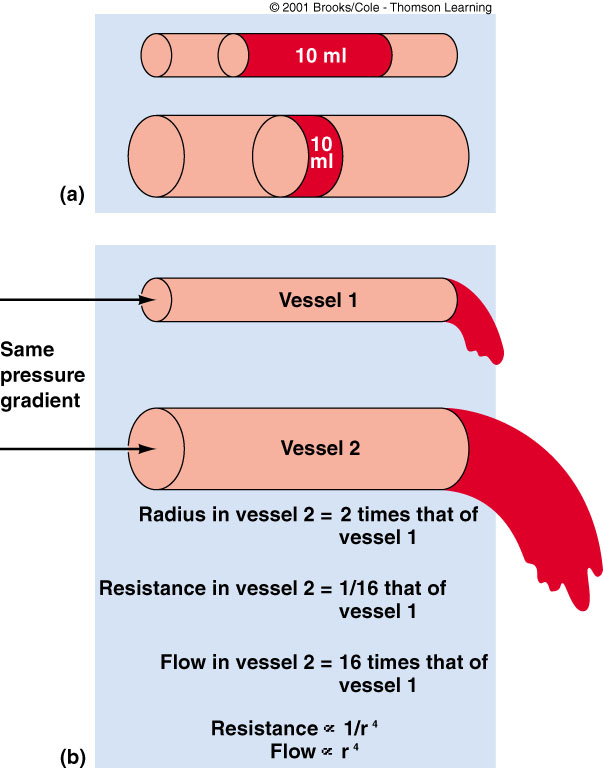 © 2001 Brooks/Cole - Thomson Learning
10 ml
10
ml
(a)
Vessel 1
Same
pressure
gradient
Vessel 2
Radius in vessel 2 = 2 times that of
vessel 1
Resistance in vessel 2 = 1/16 that of
vessel 1
Flow in vessel 2 = 16 times that of
vessel 1
Resistance ∝ 1/r⁴
Flow ∝ r⁴
(b)